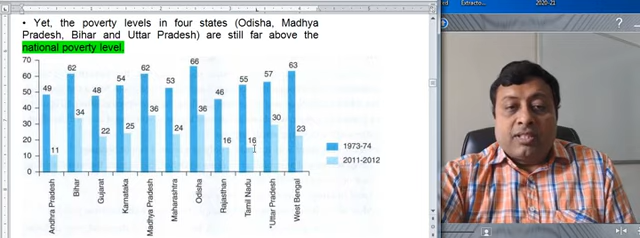 ed
Extracto...
2020-21
?
• Yet, the poverty levels in four states (Odisha, Madhya
Pradesh, Bihar and Uttar Pradesh) are still far above the
national poverty level.
70
60
50
40
30
20
10
0
49
11
62
34
48
22
54
25
62
36
53
24
66
36
46
16
55
16
57
30
63
23
Andhra Pradesh
Bihar
Gujarat
Karnataka
Madhya Pradesh
Maharashtra
Odisha
Rajasthan
Tamil Nadu
*Uttar Pradesh
West Bengal
1973-74
2011-2012